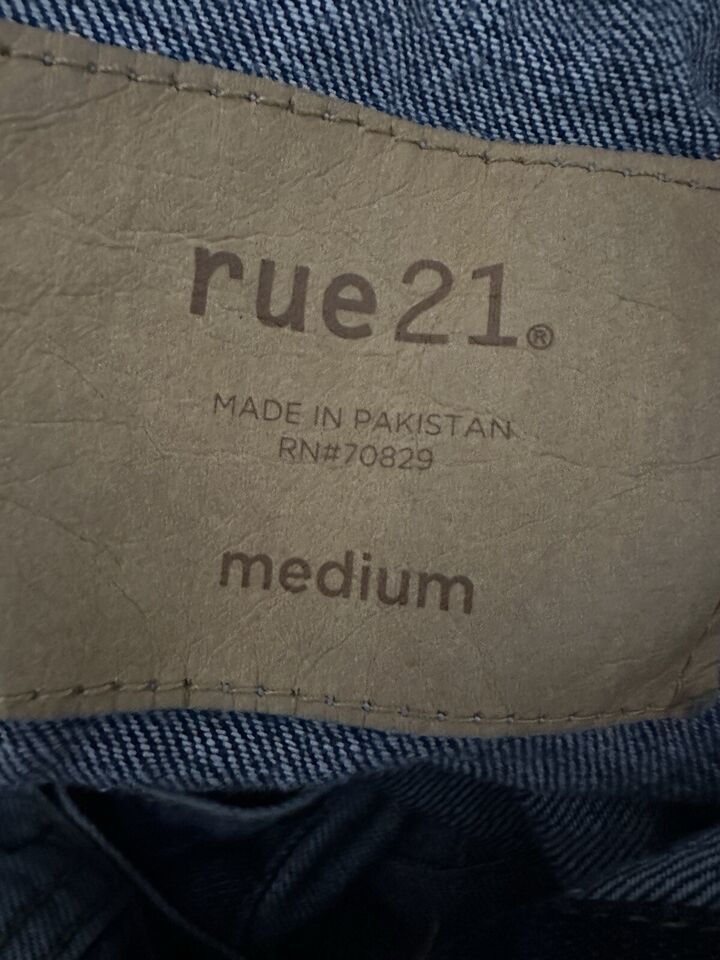 rue21®
MADE IN PAKISTAN
RN#70829
medium